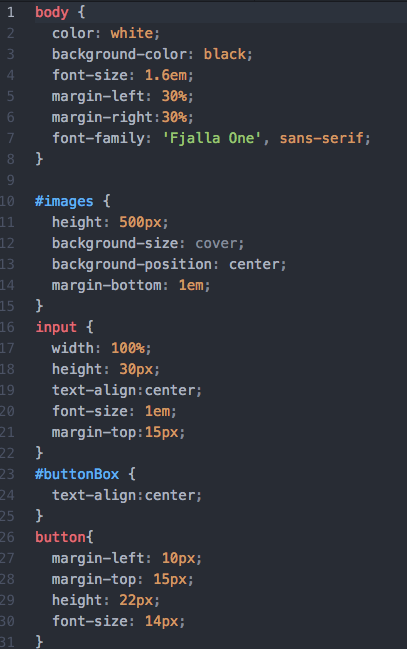 1 body {
2   color: white;
3   background-color: black;
4   font-size: 1.6em;
5   margin-left: 30%;
6   margin-right:30%;
7   font-family: 'Fjalla One', sans-serif;
8 }
9
10 #images {
11   height: 500px;
12   background-size: cover;
13   background-position: center;
14   margin-bottom: 1em;
15 }
16 input {
17   width: 100%;
18   height: 30px;
19   text-align:center;
20   font-size: 1em;
21   margin-top:15px;
22 }
23 #buttonBox {
24   text-align:center;
25 }
26 button{
27   margin-left: 10px;
28   margin-top: 15px;
29   height: 22px;
30   font-size: 14px;
31 }